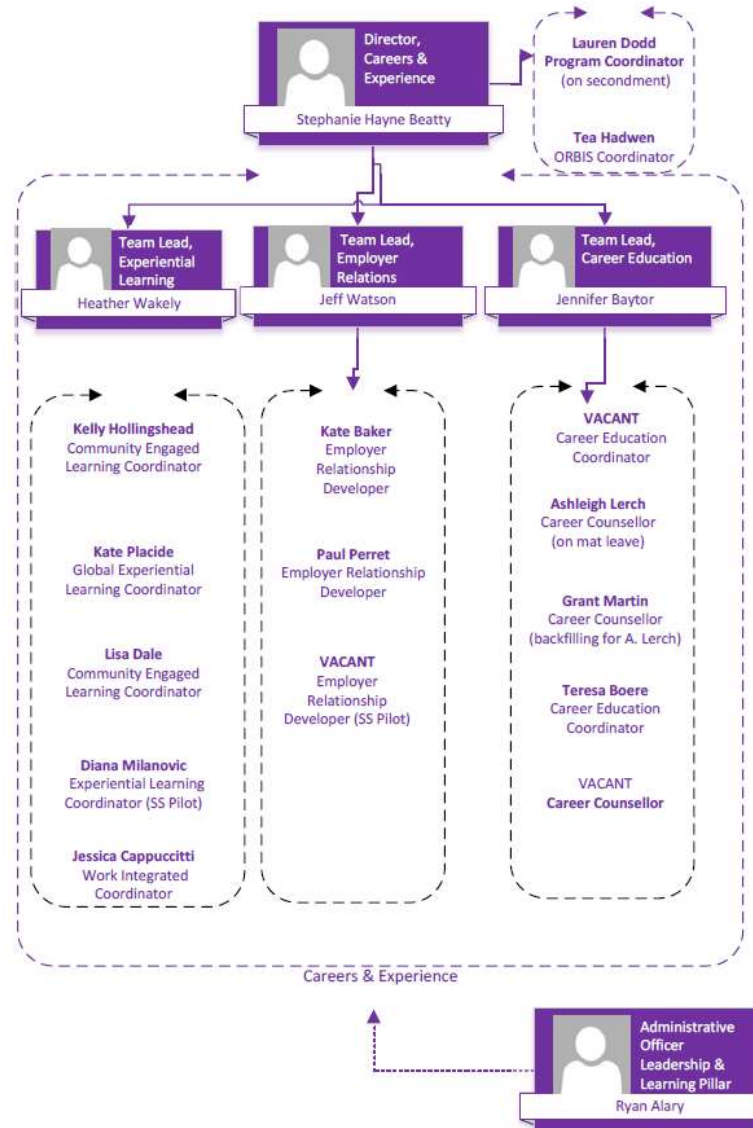 Director,
Careers &
Experience
Stephanie Hayne Beatty
Lauren Dodd
Program Coordinator
(on secondment)
Tea Hadwen
ORBIS Coordinator
Team Lead,
Experiential
Learning
Heather Wakely
Team Lead,
Employer
Relations
Jeff Watson
Team Lead,
Career Education
Jennifer Baytor
Kelly Hollingshead
Community Engaged
Learning Coordinator
Kate Placide
Global Experiential
Learning Coordinator
Lisa Dale
Community Engaged
Learning Coordinator
Diana Milanovic
Experiential Learning
Coordinator (SS Pilot)
Jessica Cappuccitti
Work Integrated
Coordinator
Kate Baker
Employer
Relationship
Developer
Paul Perret
Employer Relationship
Developer
VACANT
Employer
Relationship
Developer (SS Pilot)
VACANT
Career Education
Coordinator
Ashleigh Lerch
Career Counsellor
(on mat leave)
Grant Martin
Career Counsellor
(backfilling for A. Lerch)
Teresa Boere
Career Education
Coordinator
VACANT
Career Counsellor
Careers & Experience
Administrative
Officer
Leadership &
Learning Pillar
Ryan Alary